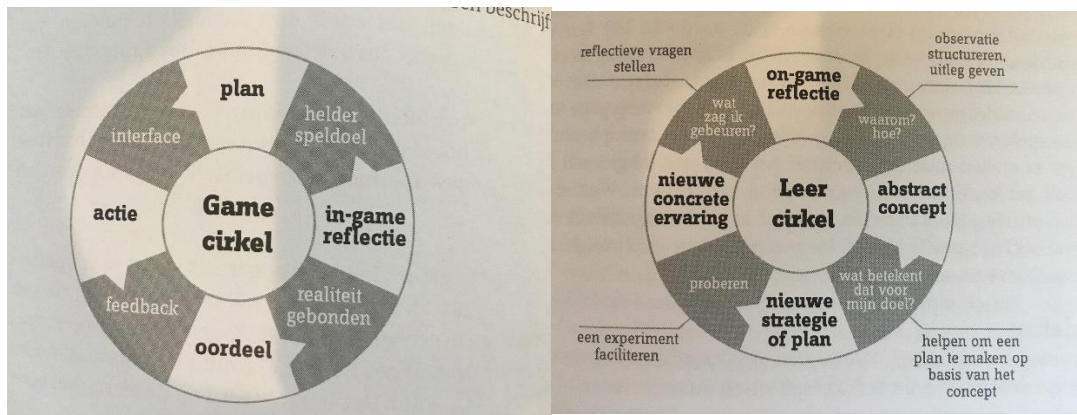 en beschrijft
plan
helder
speldoel
interface
Game
cirkel
actie
in-game
reflectie
feedback
realiteit
gebonden
oordeel
reflectieve vragen
stellen
observatie
structureren,
uitleg geven
on-game
reflectie
wat
zag ik
gebeuren?
waarom?
hoe?
nieuwe
concrete
ervaring
Leer
cirkel
abstract
concept
proberen
wat betekent
dat voor
mijn doel?
nieuwe
strategie
of plan
een experiment
faciliteren
helpen om een
plan te maken op
basis van het
concept